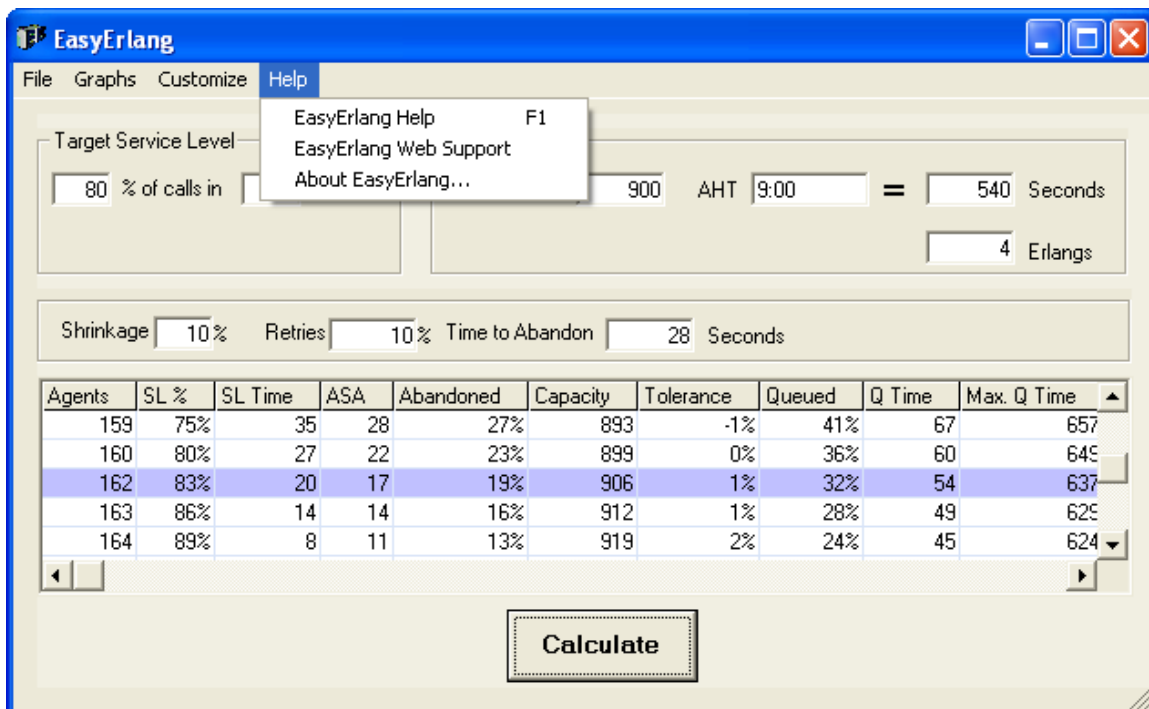 EasyErlang
File Graphs Customize Help
EasyErlang Help F1
EasyErlang Web Support
About EasyErlang...
Target Service Level
80 % of calls in
900 AHT 9:00 = 540 Seconds
4 Erlangs
Shrinkage 10 % Retries 10 % Time to Abandon 28 Seconds
Agents SL % SL Time ASA Abandoned Capacity Tolerance Queued Q Time Max. Q Time
159 75% 35 28 27% 893 -1% 41% 67 657
160 80% 27 22 23% 899 0% 36% 60 649
162 83% 20 17 19% 906 1% 32% 54 637
163 86% 14 14 16% 912 1% 28% 49 629
164 89% 8 11 13% 919 2% 24% 45 624
Calculate